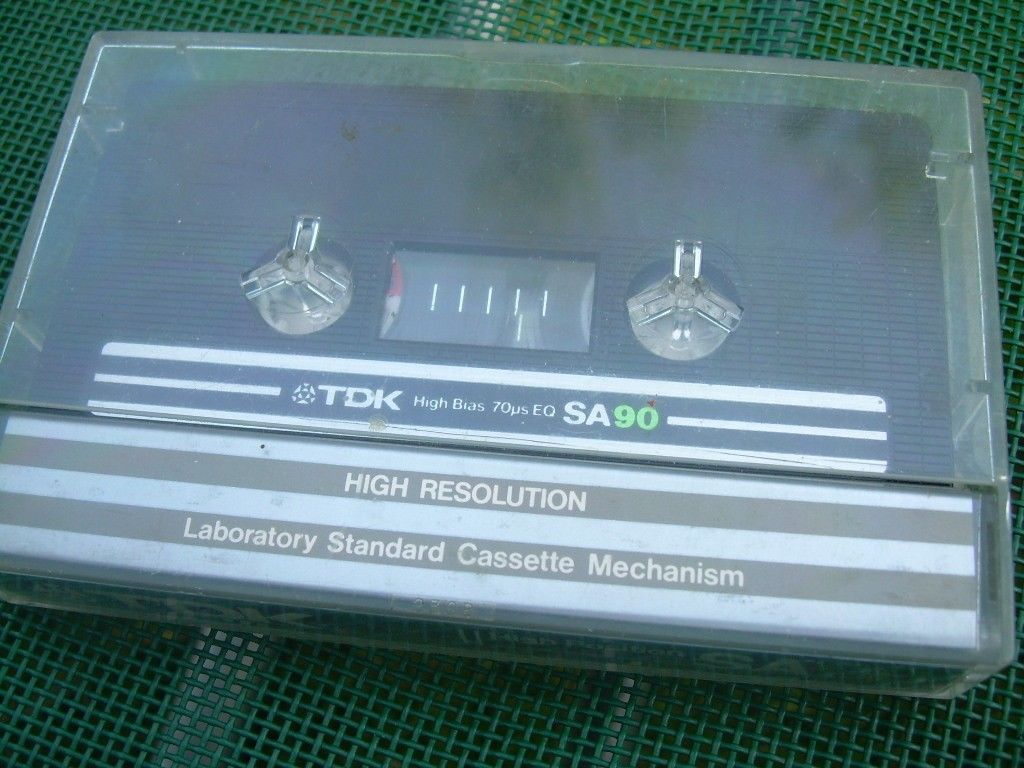 TDK High Bias 70µs EQ SA90
HIGH RESOLUTION
Laboratory Standard Cassette Mechanism